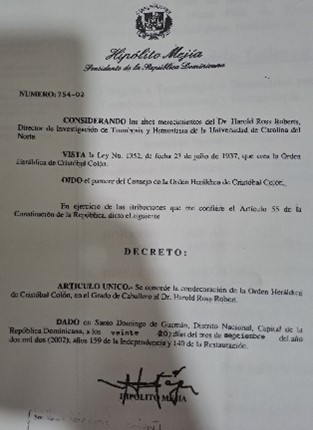 Hipólito Mejía
Presidente de la República Dominicana
NUMERO: 754-02
CONSIDERANDO los altos merecimientos del Dr. Harold Ross Roberts,
Director de Investigación de Trombosis y Hemostasia de la Universidad de Carolina del
Norte.
VISTA la Ley No. 1352, de fecha 23 de julio de 1937, que crea la Orden
Heráldica de Cristóbal Colón.
OIDO el parecer del Consejo de la Orden Heráldica de Cristóbal Colón.
En ejercicio de las atribuciones que me confiere el Artículo 55 de la
Constitución de la República, dicto el siguiente
DECRETO:
ARTICULO UNICO.- Se concede la condecoración de la Orden Heráldica
de Cristóbal Colón, en el Grado de Caballero al Dr. Harold Ross Robert.
DADO en Santo Domingo de Guzmán, Distrito Nacional, Capital de la
República Dominicana, a los veinte (20) días del mes de septiembre del año
dos mil dos (2002); años 159 de la Independencia y 140 de la Restauración.
HIPOLITO MEJIA